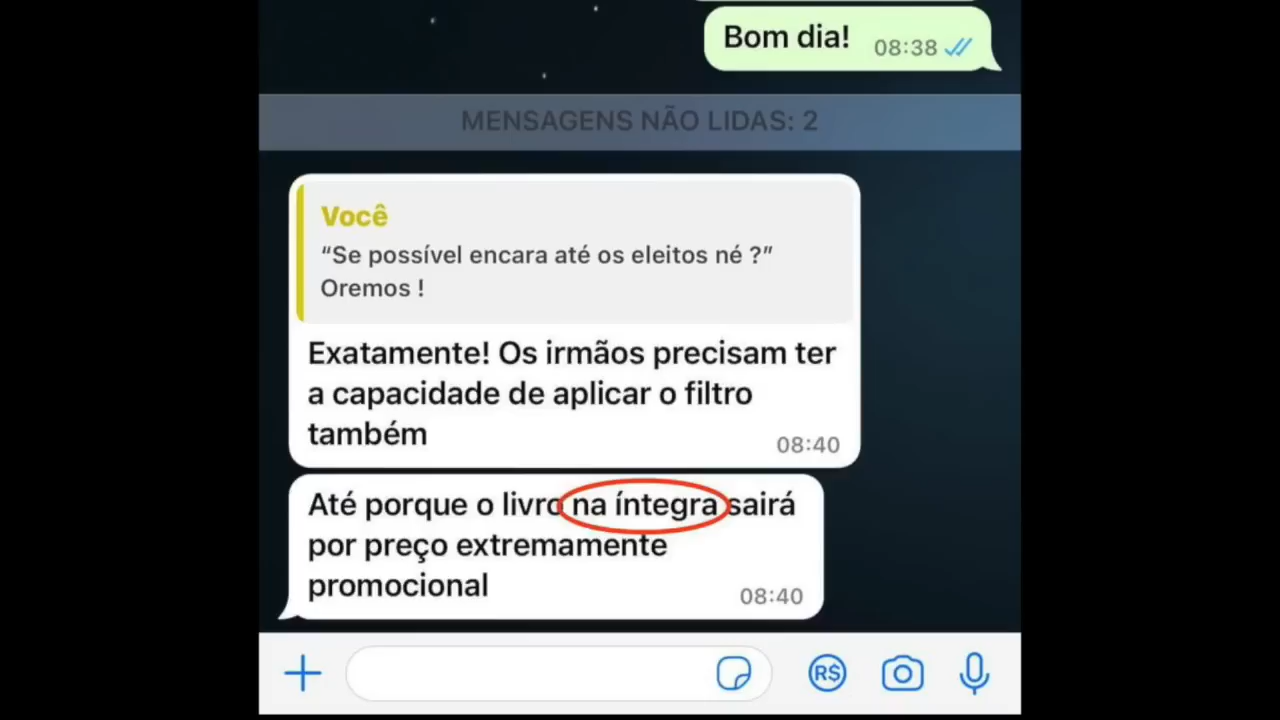 Bom dia! 08:38
MENSAGENS NÃO LIDAS: 2
Você
“Se possível encara até os eleitos né ?”
Oremos !
Exatamente! Os irmãos precisam ter
a capacidade de aplicar o filtro
também 08:40
Até porque o livro na íntegra sairá
por preço extremamente
promocional 08:40
R$